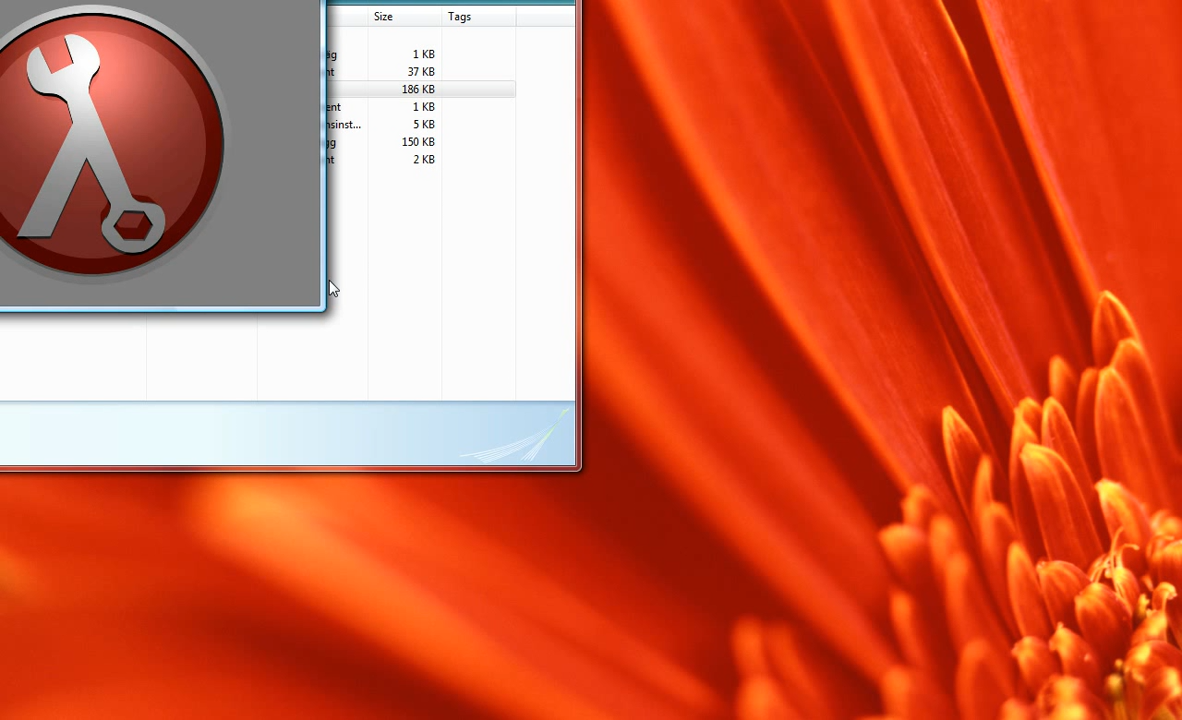 Size Tags
1 KB
37 KB
186 KB
1 KB
5 KB
150 KB
2 KB